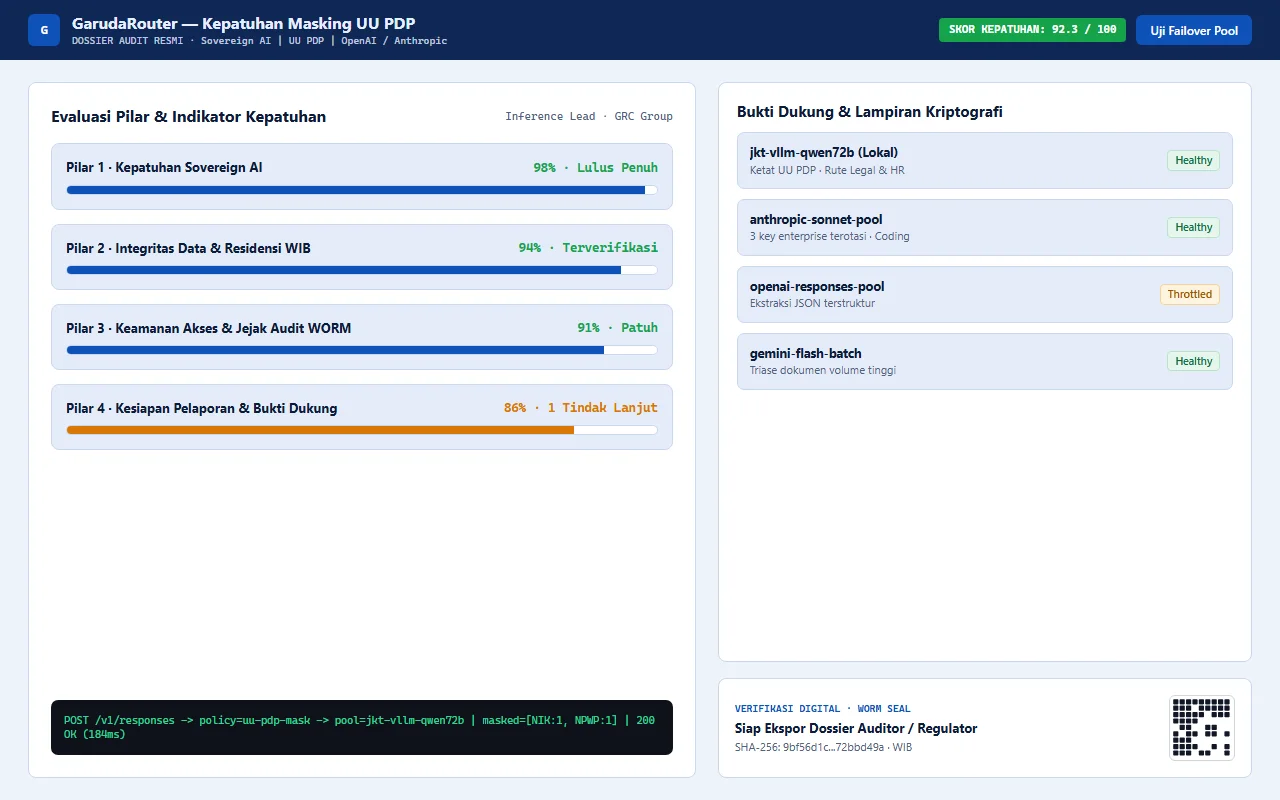 G
GarudaRouter — Kepatuhan Masking UU PDP
DOSSIER AUDIT RESMI · Sovereign AI | UU PDP | OpenAI / Anthropic
SKOR KEPATUHAN: 92.3 / 100
Uji Failover Pool
Evaluasi Pilar & Indikator Kepatuhan
Inference Lead · GRC Group
Pilar 1 · Kepatuhan Sovereign AI
98% · Lulus Penuh
Pilar 2 · Integritas Data & Residensi WIB
94% · Terverifikasi
Pilar 3 · Keamanan Akses & Jejak Audit WORM
91% · Patuh
Pilar 4 · Kesiapan Pelaporan & Bukti Dukung
86% · 1 Tindak Lanjut
POST /v1/responses —> policy=uu-pdp-mask —> pool=jkt-vllm-qwen72b | masked=[NIK:1, NPWP:1] | 200
OK (184ms)
Bukti Dukung & Lampiran Kriptografi
jkt-vllm-qwen72b (Lokal)
Ketat UU PDP · Rute Legal & HR
Healthy
anthropic-sonnet-pool
3 key enterprise terotasi · Coding
Healthy
openai-responses-pool
Ekstraksi JSON terstruktur
Throttled
gemini-flash-batch
Triase dokumen volume tinggi
Healthy
VERIFIKASI DIGITAL · WORM SEAL
Siap Ekspor Dossier Auditor / Regulator
SHA-256: 9bf56d1c…72bbd49a · WIB